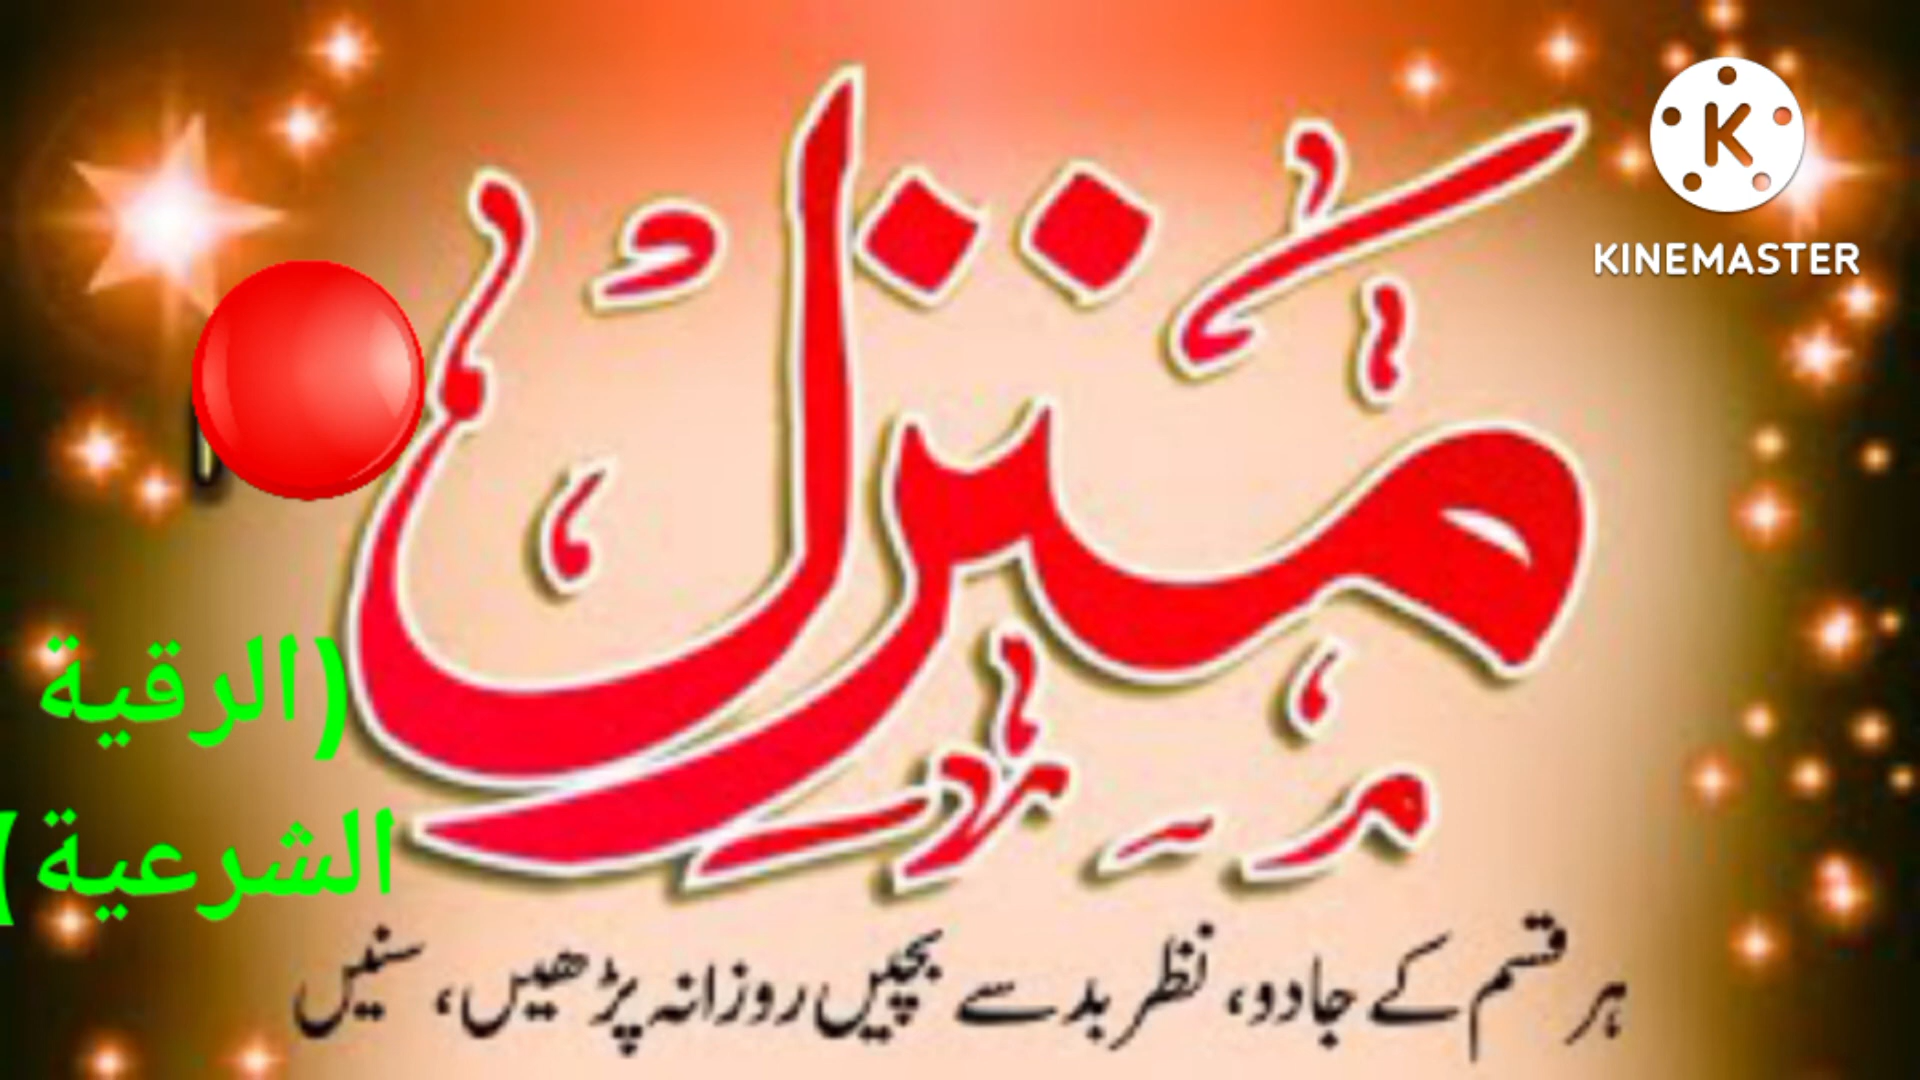 KINEMASTER
منزل
(الرقية
الشرعية)
ہر قسم کے جادو، نظر بد سے بچیں روزانہ پڑھیں، سنیں